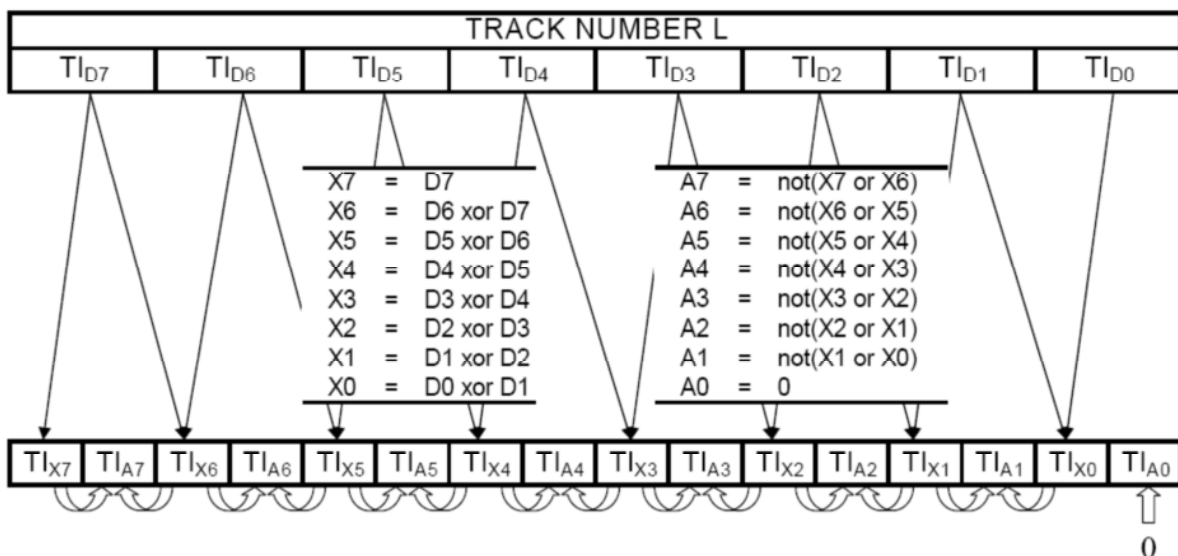 TRACK NUMBER L
TI_D7 TI_D6 TI_D5 TI_D4 TI_D3 TI_D2 TI_D1 TI_D0
X7 = D7
X6 = D6 xor D7
X5 = D5 xor D6
X4 = D4 xor D5
X3 = D3 xor D4
X2 = D2 xor D3
X1 = D1 xor D2
X0 = D0 xor D1
A7 = not(X7 or X6)
A6 = not(X6 or X5)
A5 = not(X5 or X4)
A4 = not(X4 or X3)
A3 = not(X3 or X2)
A2 = not(X2 or X1)
A1 = not(X1 or X0)
A0 = 0
TI_X7 TI_A7 TI_X6 TI_A6 TI_X5 TI_A5 TI_X4 TI_A4 TI_X3 TI_A3 TI_X2 TI_A2 TI_X1 TI_A1 TI_X0 TI_A0
0